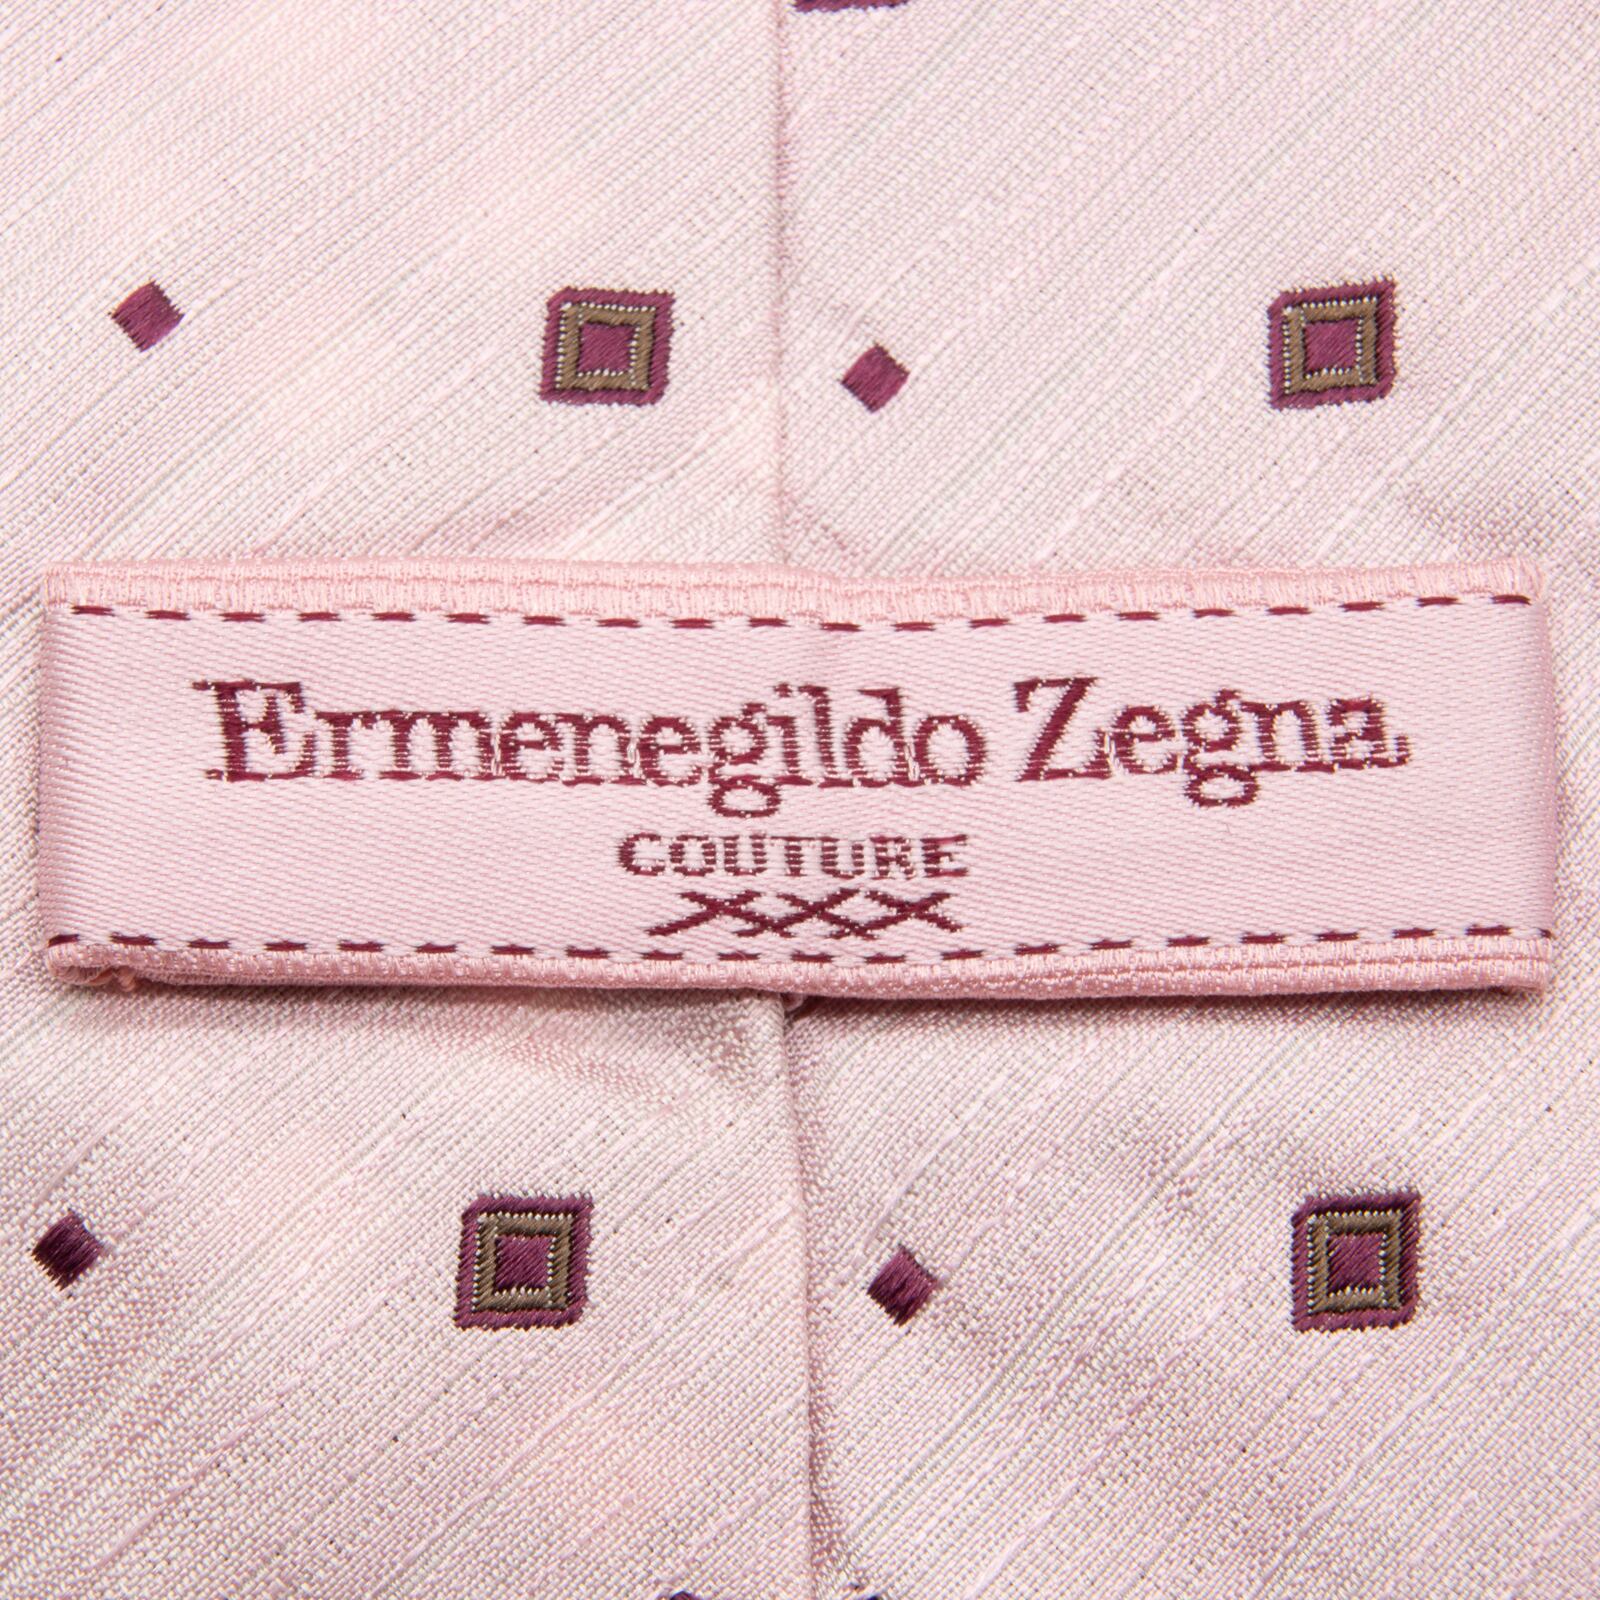 Ermenegildo Zegna
COUTURE
XXX